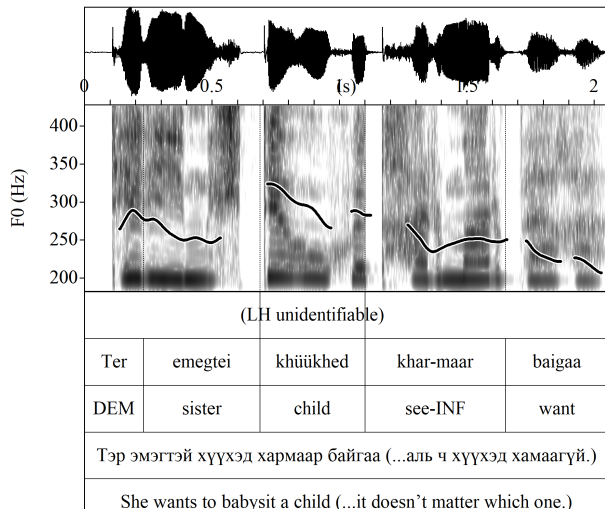 0 0.5 (s) 1.5 2
400
350
F0 (Hz)
300
250
200
(LH unidentifiable)
Ter emegtei khüükhed khar-maar baigaa
DEM sister child see-INF want
Тэр эмэгтэй хүүхэд хармаар байгаа (...аль ч хүүхэд хамаагүй.)
She wants to babysit a child (...it doesn't matter which one.)